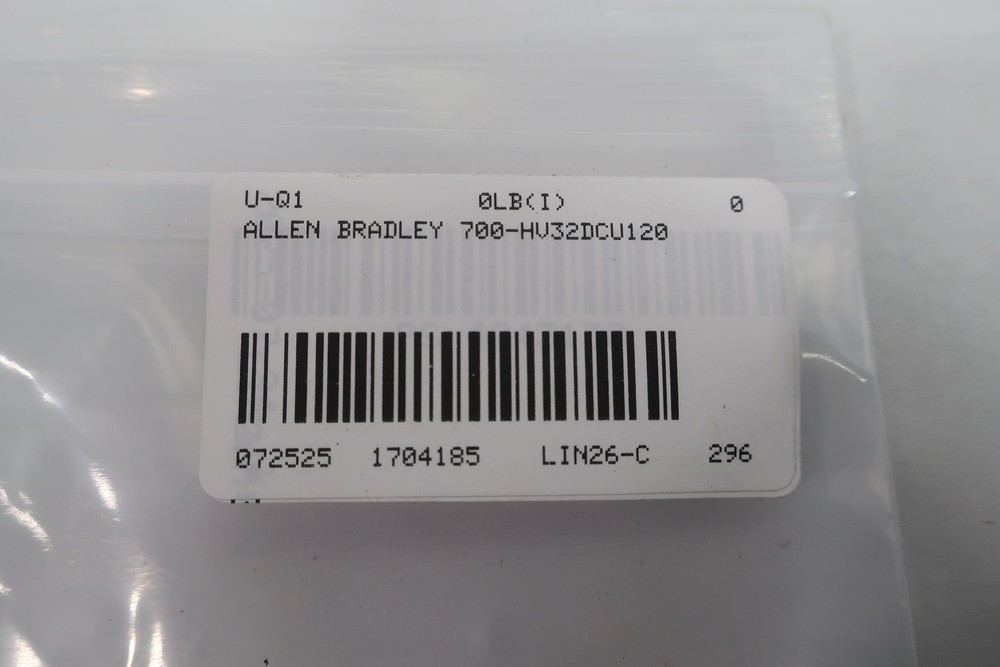 U-Q1 0LB(I) 0
ALLEN BRADLEY 700-HV32DCU120
072525 1704185 LIN26-C 296